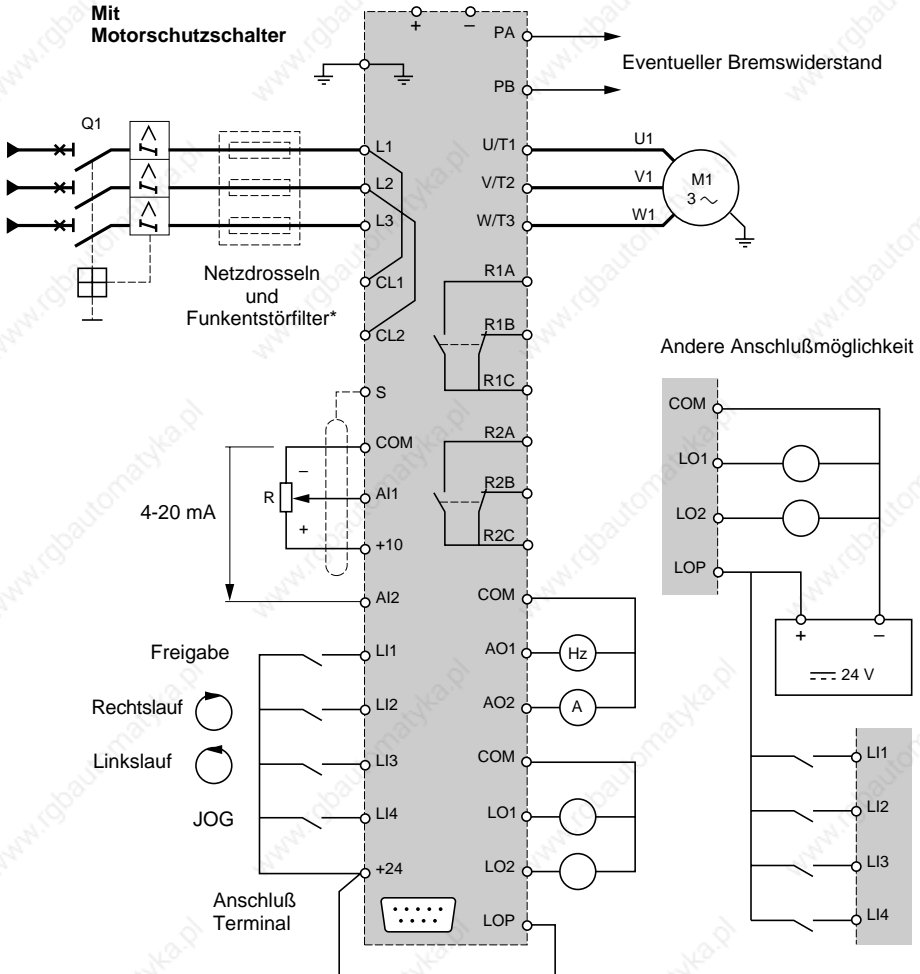 Mit
Motorschutzschalter
+
−
PA
Eventueller Bremswiderstand
PB
Q1
L1
U/T1
U1
L2
V/T2
V1
M1
3 ~
L3
W/T3
W1
Netzdrosseln
und
Funkentstörfilter*
CL1
CL2
R1A
R1B
R1C
Andere Anschlußmöglichkeit
S
COM
R2A
R2B
R2C
4-20 mA
R
−
+
AI1
+10
AI2
COM
AO1
Hz
AO2
A
COM
LO1
LO2
LOP
Freigabe
LI1
Rechtslauf
LI2
Linkslauf
LI3
JOG
LI4
+24
Anschluß
Terminal
COM
LO1
LO2
LOP
+
−
24 V
LI1
LI2
LI3
LI4
www.rgbautomatyka.pl